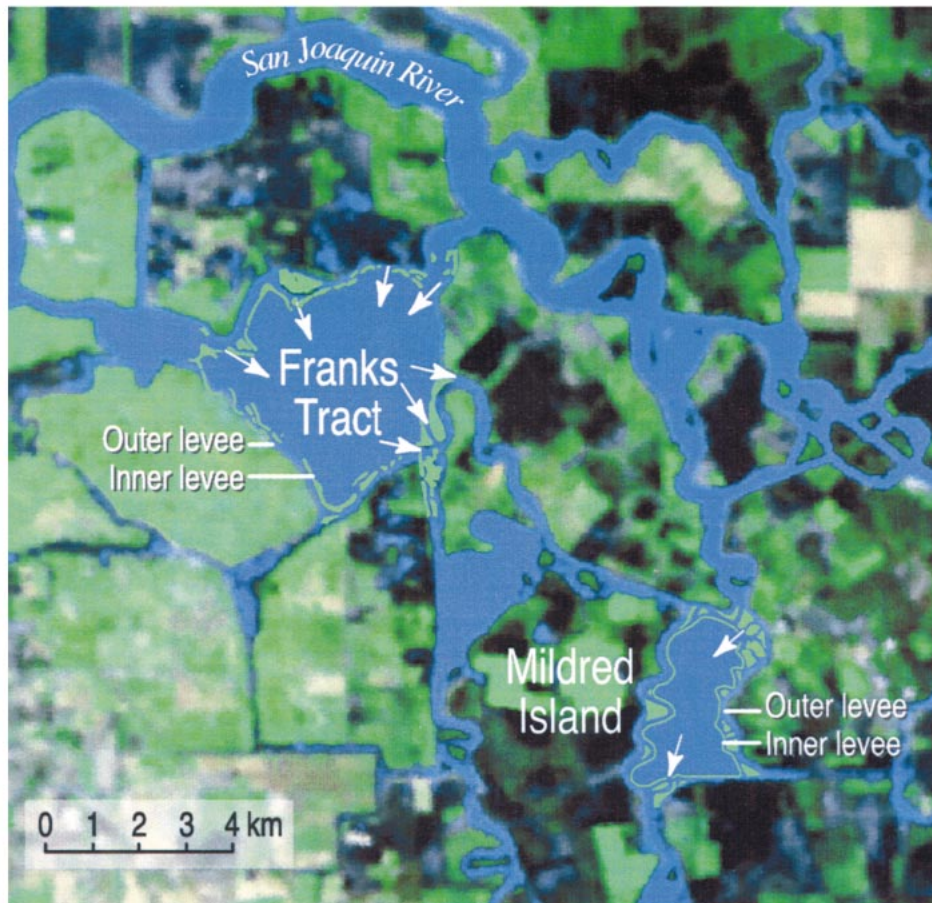 San Joaquin River
Franks
Tract
Outer levee
Inner levee
Mildred
Island
Outer levee
Inner levee
0 1 2 3 4 km